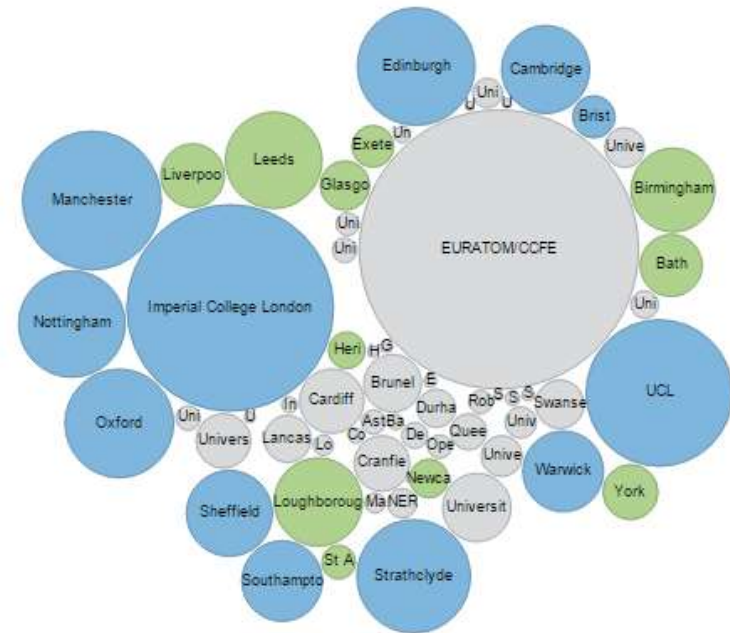 Edinburgh
Cambridge
Uni
U
U
Un
Brist
Unive
Exete
Leeds
Liverpoo
Glasgo
Birmingham
Manchester
Uni
Uni
EURATOM/CCFE
Bath
Imperial College London
Uni
Nottingham
Heri
H
G
Brunel
E
UCL
Cardiff
In
Durha
Rob
S
S
S
Swanse
Oxford
Uni
U
AstBa
Univ
Univers
Lancas
Lo
Co
De
Ope
Quee
Cranfie
Unive
Newca
Warwick
York
Loughboroug
Ma
NER
Universit
Sheffield
St A
Southampto
Strathclyde